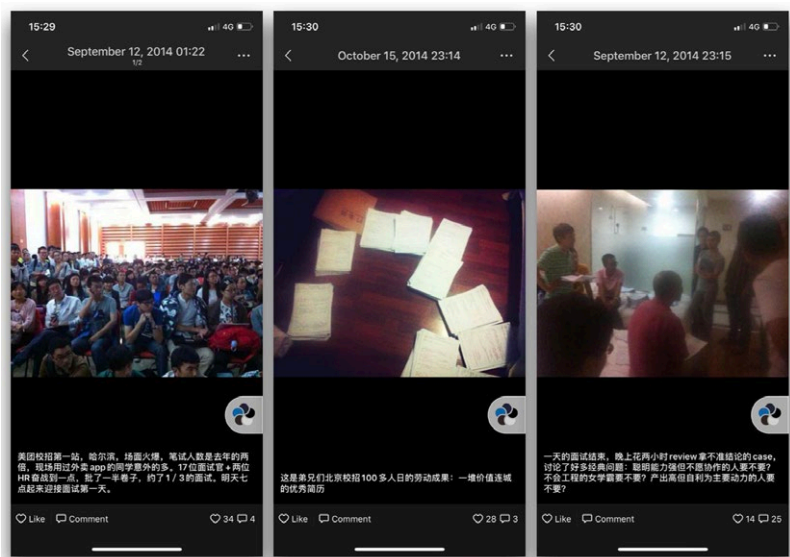 15:29
4G
September 12, 2014 01:22
1/2
美团校招第一站，哈尔滨，场面火爆，笔试人数是去年的两
倍，现场用过外卖app的同学意外的多。17位面试官+两位
HR奋战到一点，批了一半卷子，约了1/3的面试。明天七
点起来迎接面试第一天。
Like
Comment
34
4
15:30
4G
October 15, 2014 23:14
这是弟兄们北京校招100多人日的劳动成果：一堆价值连城
的优秀简历
Like
Comment
28
3
15:30
4G
September 12, 2014 23:15
一天的面试结束，晚上花两小时review拿不准结论的case，
讨论了好多经典问题：聪明能力强但不愿协作的人要不要？
不会工程的女学霸要不要？产出高但自利为主要动力的人要
不要？
Like
Comment
14
25